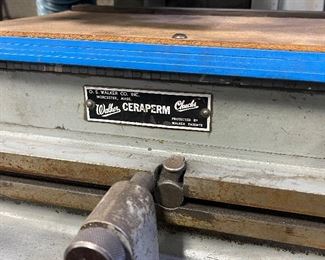 O. S. WALKER CO. INC.
WORCESTER, MASS.
Walker CERAPERM Chucks
PROTECTED BY
WALKER PATENTS